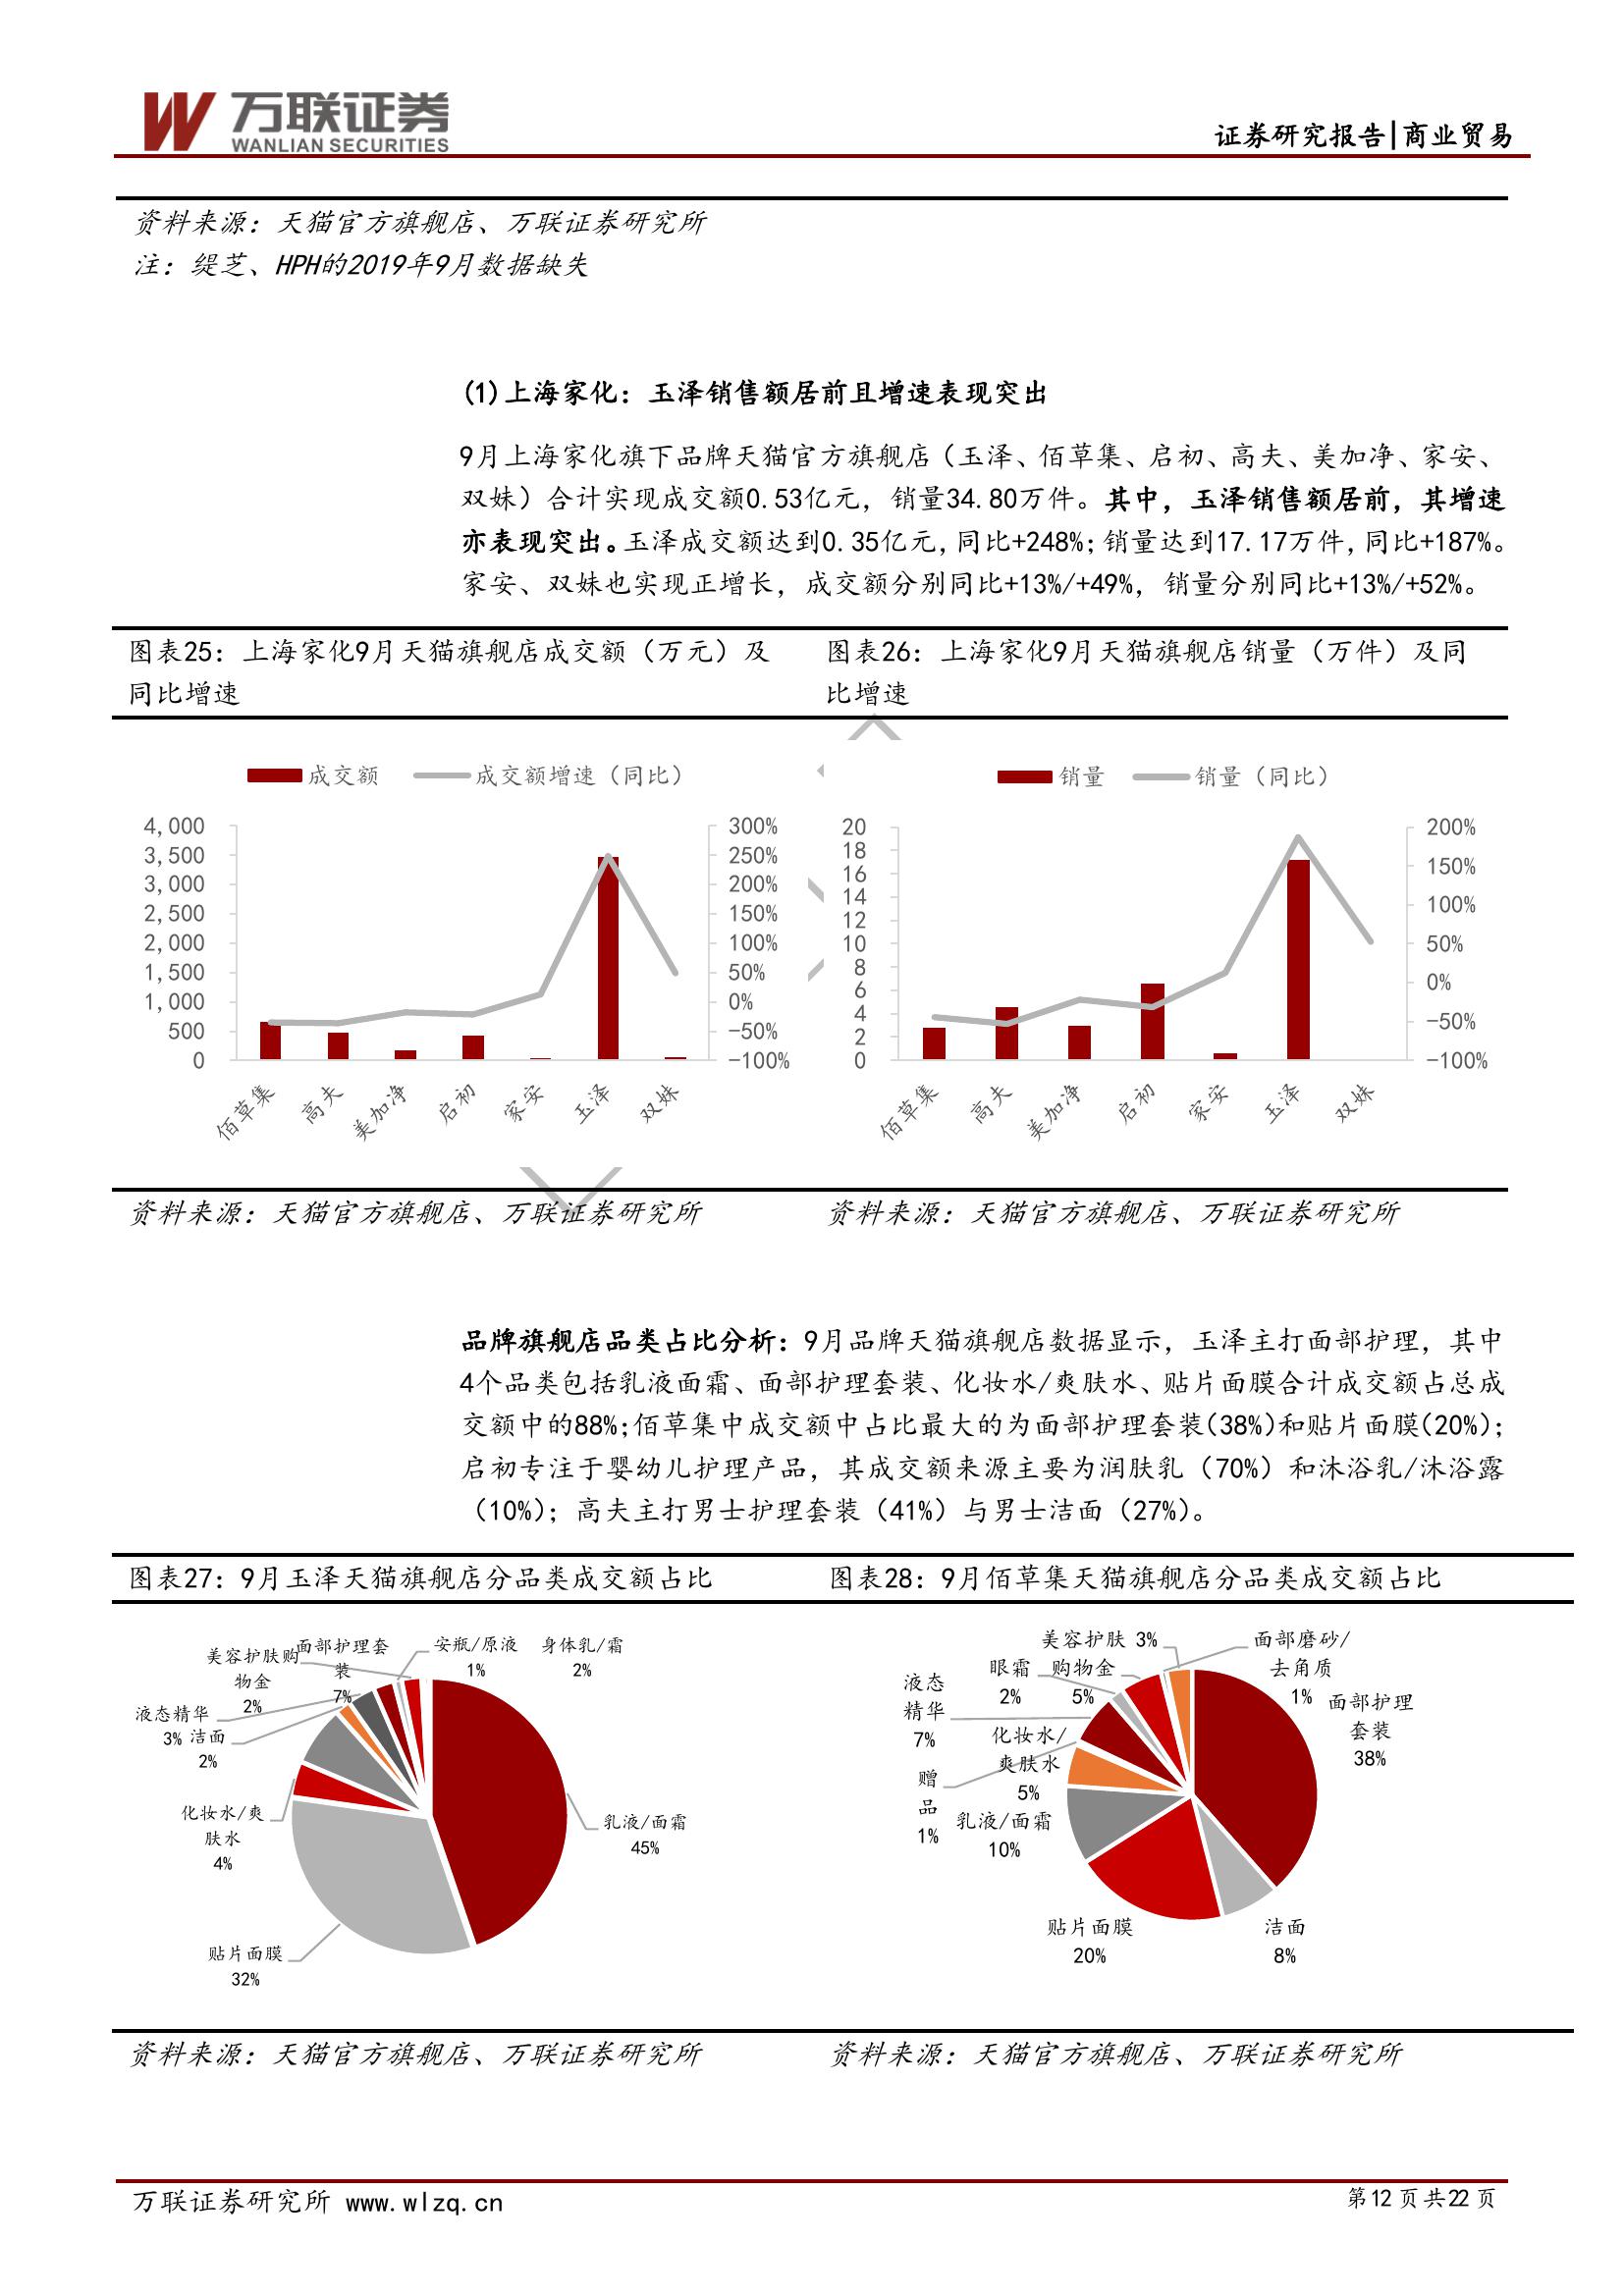 万联证券
WANLIAN SECURITIES
证券研究报告|商业贸易
资料来源：天猫官方旗舰店、万联证券研究所
注：缇芝、HPH的2019年9月数据缺失
(1)上海家化：玉泽销售额居前且增速表现突出
9月上海家化旗下品牌天猫官方旗舰店（玉泽、佰草集、启初、高夫、美加净、家安、
双妹）合计实现成交额0.53亿元，销量34.80万件。其中，玉泽销售额居前，其增速
亦表现突出。玉泽成交额达到0.35亿元,同比+248%;销量达到17.17万件,同比+187%。
家安、双妹也实现正增长，成交额分别同比+13%/+49%，销量分别同比+13%/+52%。
图表25：上海家化9月天猫旗舰店成交额（万元）及
同比增速
成交额 成交额增速（同比）
4,000
3,500
3,000
2,500
2,000
1,500
1,000
500
0
300%
250%
200%
150%
100%
50%
0%
-50%
-100%
佰草集
高夫
美加净
启初
家安
玉泽
双妹
资料来源：天猫官方旗舰店、万联证券研究所
图表26：上海家化9月天猫旗舰店销量（万件）及同
比增速
销量 销量（同比）
20
18
16
14
12
10
8
6
4
2
0
200%
150%
100%
50%
0%
-50%
-100%
佰草集
高夫
美加净
启初
家安
玉泽
双妹
资料来源：天猫官方旗舰店、万联证券研究所
品牌旗舰店品类占比分析：9月品牌天猫旗舰店数据显示，玉泽主打面部护理，其中
4个品类包括乳液面霜、面部护理套装、化妆水/爽肤水、贴片面膜合计成交额占总成
交额中的88%;佰草集中成交额中占比最大的为面部护理套装(38%)和贴片面膜(20%)；
启初专注于婴幼儿护理产品，其成交额来源主要为润肤乳（70%）和沐浴乳/沐浴露
（10%)；高夫主打男士护理套装（41%）与男士洁面（27%)。
图表27：9月玉泽天猫旗舰店分品类成交额占比
美容护肤购
物金
2%
面部护理套
装
7%
安瓶/原液
1%
身体乳/霜
2%
液态精华
3%
洁面
2%
化妆水/爽
肤水
4%
乳液/面霜
45%
贴片面膜
32%
资料来源：天猫官方旗舰店、万联证券研究所
图表28：9月佰草集天猫旗舰店分品类成交额占比
美容护肤
购物金
5%
3%
面部磨砂/
去角质
1%
眼霜
2%
液态
精华
7%
面部护理
套装
38%
化妆水/
爽肤水
5%
赠
品
1%
乳液/面霜
10%
贴片面膜
20%
洁面
8%
资料来源：天猫官方旗舰店、万联证券研究所
万联证券研究所 www.wlzq.cn
第12页共22页